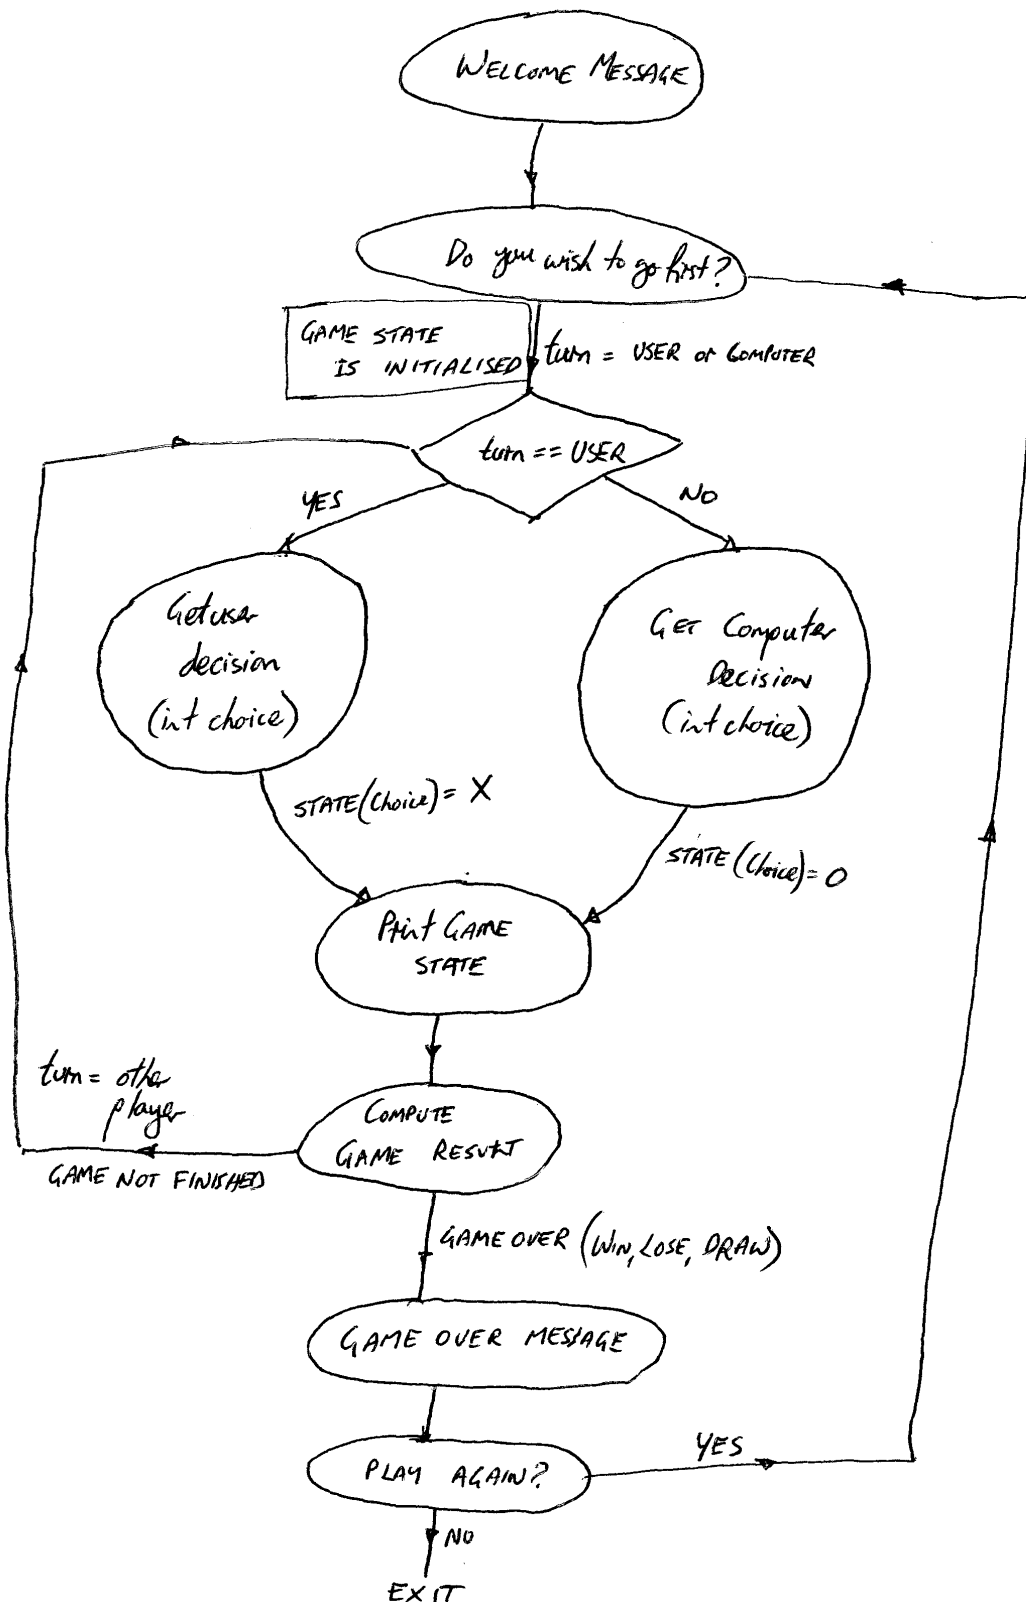 WELCOME MESSAGE
Do you wish to go first?
GAME STATE
IS INITIALISED
turn = USER or COMPUTER
turn == USER
YES
NO
Get user
decision
(int choice)
GET Computer
Decision
(int choice)
STATE(Choice) = X
STATE(Choice) = O
Print GAME
STATE
turn = other
player
COMPUTE
GAME RESULT
GAME NOT FINISHED
GAME OVER (WIN, LOSE, DRAW)
GAME OVER MESSAGE
PLAY AGAIN?
YES
NO
EXIT